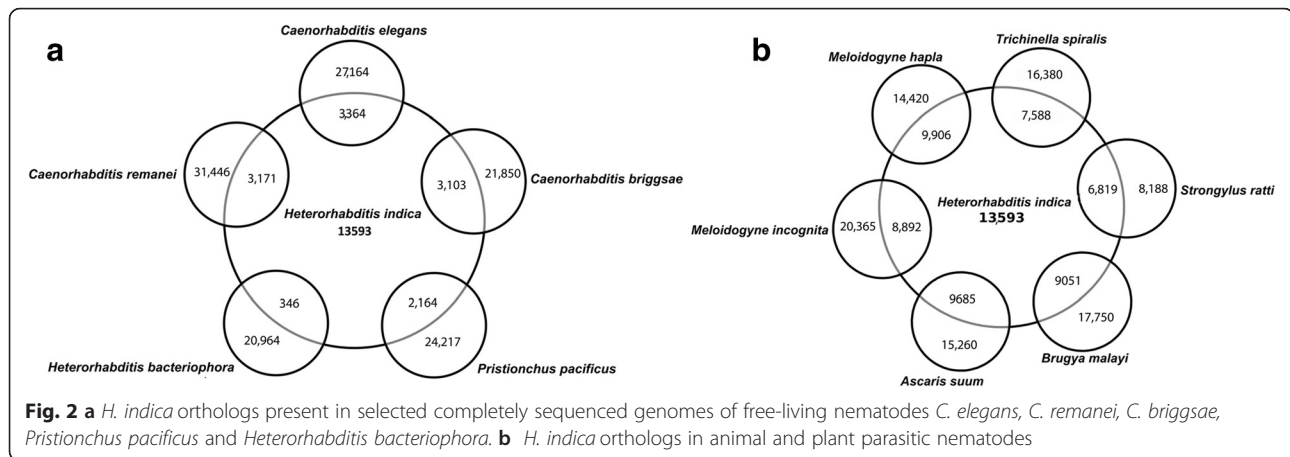 a
Caenorhabditis elegans
27,164
3,364
Caenorhabditis remanei
31,446
3,171
3,103
21,850
Caenorhabditis briggsae
Heterorhabditis indica
13593
346
20,964
Heterorhabditis bacteriophora
2,164
24,217
Pristionchus pacificus
b
Trichinella spiralis
Meloidogyne hapla
16,380
14,420
7,588
9,906
6,819
8,188
Strongylus ratti
Heterorhabditis indica
13,593
Meloidogyne incognita
20,365
8,892
9051
9685
17,750
15,260
Brugya malayi
Ascaris suum
Fig. 2 a H. indica orthologs present in selected completely sequenced genomes of free-living nematodes C. elegans, C. remanei, C. briggsae,
Pristionchus pacificus and Heterorhabditis bacteriophora. b H. indica orthologs in animal and plant parasitic nematodes